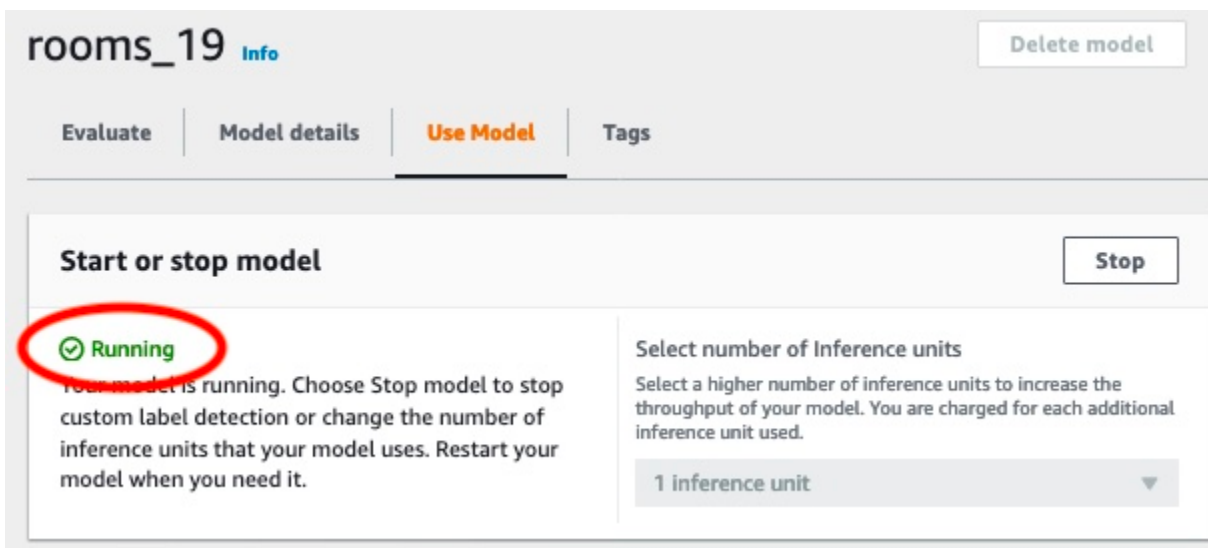 rooms_19 Info
Delete model
Evaluate
Model details
Use Model
Tags
Start or stop model
Stop
Running
Your model is running. Choose Stop model to stop
custom label detection or change the number of
inference units that your model uses. Restart your
model when you need it.
Select number of Inference units
Select a higher number of inference units to increase the
throughput of your model. You are charged for each additional
inference unit used.
1 inference unit